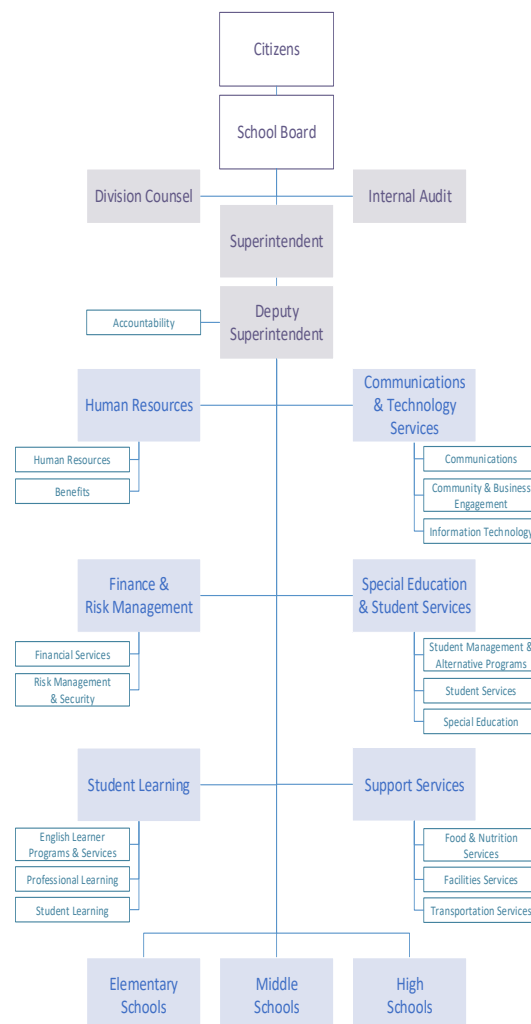 Citizens
School Board
Division Counsel
Internal Audit
Superintendent
Deputy
Superintendent
Accountability
Human Resources
Communications
& Technology
Services
Human Resources
Benefits
Communications
Community & Business
Engagement
Information Technology
Finance &
Risk Management
Special Education
& Student Services
Financial Services
Risk Management
& Security
Student Management &
Alternative Programs
Student Services
Special Education
Student Learning
Support Services
English Learner
Programs & Services
Professional Learning
Student Learning
Food & Nutrition
Services
Facilities Services
Transportation Services
Elementary
Schools
Middle
Schools
High
Schools